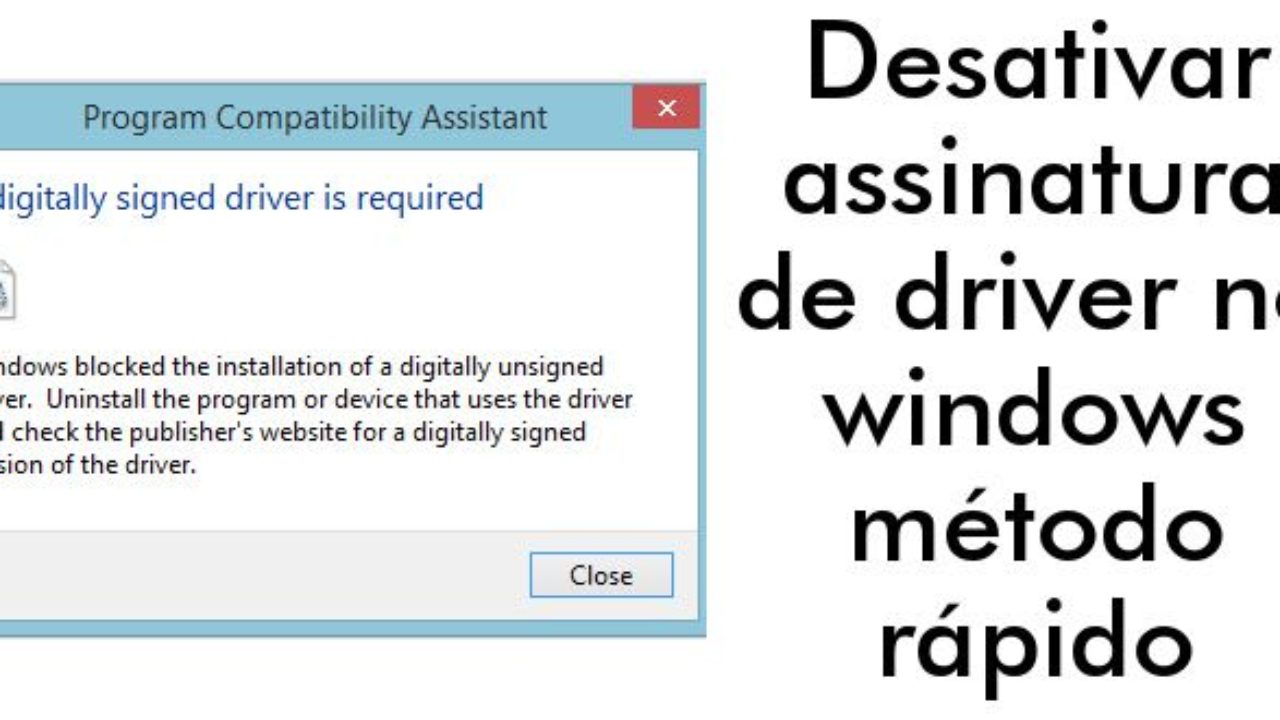 Program Compatibility Assistant
digitally signed driver is required
ndows blocked the installation of a digitally unsigned
ver. Uninstall the program or device that uses the driver
d check the publisher's website for a digitally signed
sion of the driver.
Close
Desativar
assinatura
de driver no
windows
método
rápido